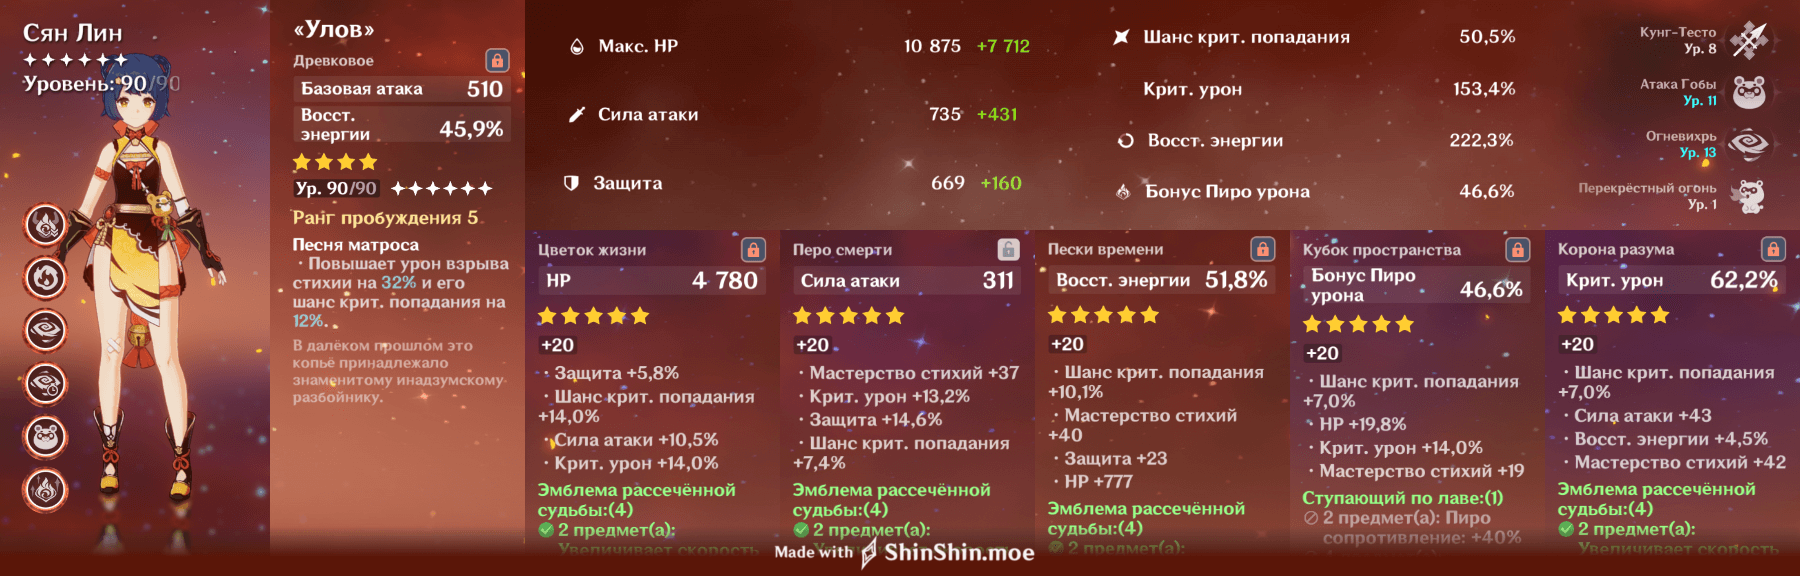 Сян Лин
Уровень: 90/90
«Улов»
Древковое
Базовая атака 510
Восст.
энергии 45,9%
Ур. 90/90
Ранг пробуждения 5
Песня матроса
· Повышает урон взрыва
стихии на 32% и его
шанс крит. попадания на
12%.
В далёком прошлом это
копьё принадлежало
знаменитому инадзумскому
разбойнику.
Макс. HP 10 875 +7 712
Сила атаки 735 +431
Защита 669 +160
Шанс крит. попадания 50,5%
Крит. урон 153,4%
Восст. энергии 222,3%
Бонус Пиро урона 46,6%
Кунг-Тесто
Ур. 8
Атака Гобы
Ур. 11
Огневихрь
Ур. 13
Перекрёстный огонь
Ур. 1
Цветок жизни
HP 4 780
+20
· Защита +5,8%
· Шанс крит. попадания
+14,0%
· Сила атаки +10,5%
· Крит. урон +14,0%
Эмблема рассечённой
судьбы:(4)
2 предмет(а):
Увеличивает скорость
Перо смерти
Сила атаки 311
+20
· Мастерство стихий +37
· Крит. урон +13,2%
· Защита +14,6%
· Шанс крит. попадания
+7,4%
Эмблема рассечённой
судьбы:(4)
2 предмет(а):
Пески времени
Восст. энергии 51,8%
+20
· Шанс крит. попадания
+10,1%
· Мастерство стихий
+40
· Защита +23
· HP +777
Эмблема рассечённой
судьбы:(4)
2 предмет(а):
Кубок пространства
Бонус Пиро
урона 46,6%
+20
· Шанс крит. попадания
+7,0%
· HP +19,8%
· Крит. урон +14,0%
· Мастерство стихий +19
Ступающий по лаве:(1)
2 предмет(а): Пиро
сопротивление: +40%
Корона разума
Крит. урон 62,2%
+20
· Шанс крит. попадания
+7,0%
· Сила атаки +43
· Восст. энергии +4,5%
· Мастерство стихий +42
Эмблема рассечённой
судьбы:(4)
2 предмет(а):
Увеличивает скорость
Made with ShinShin.moe